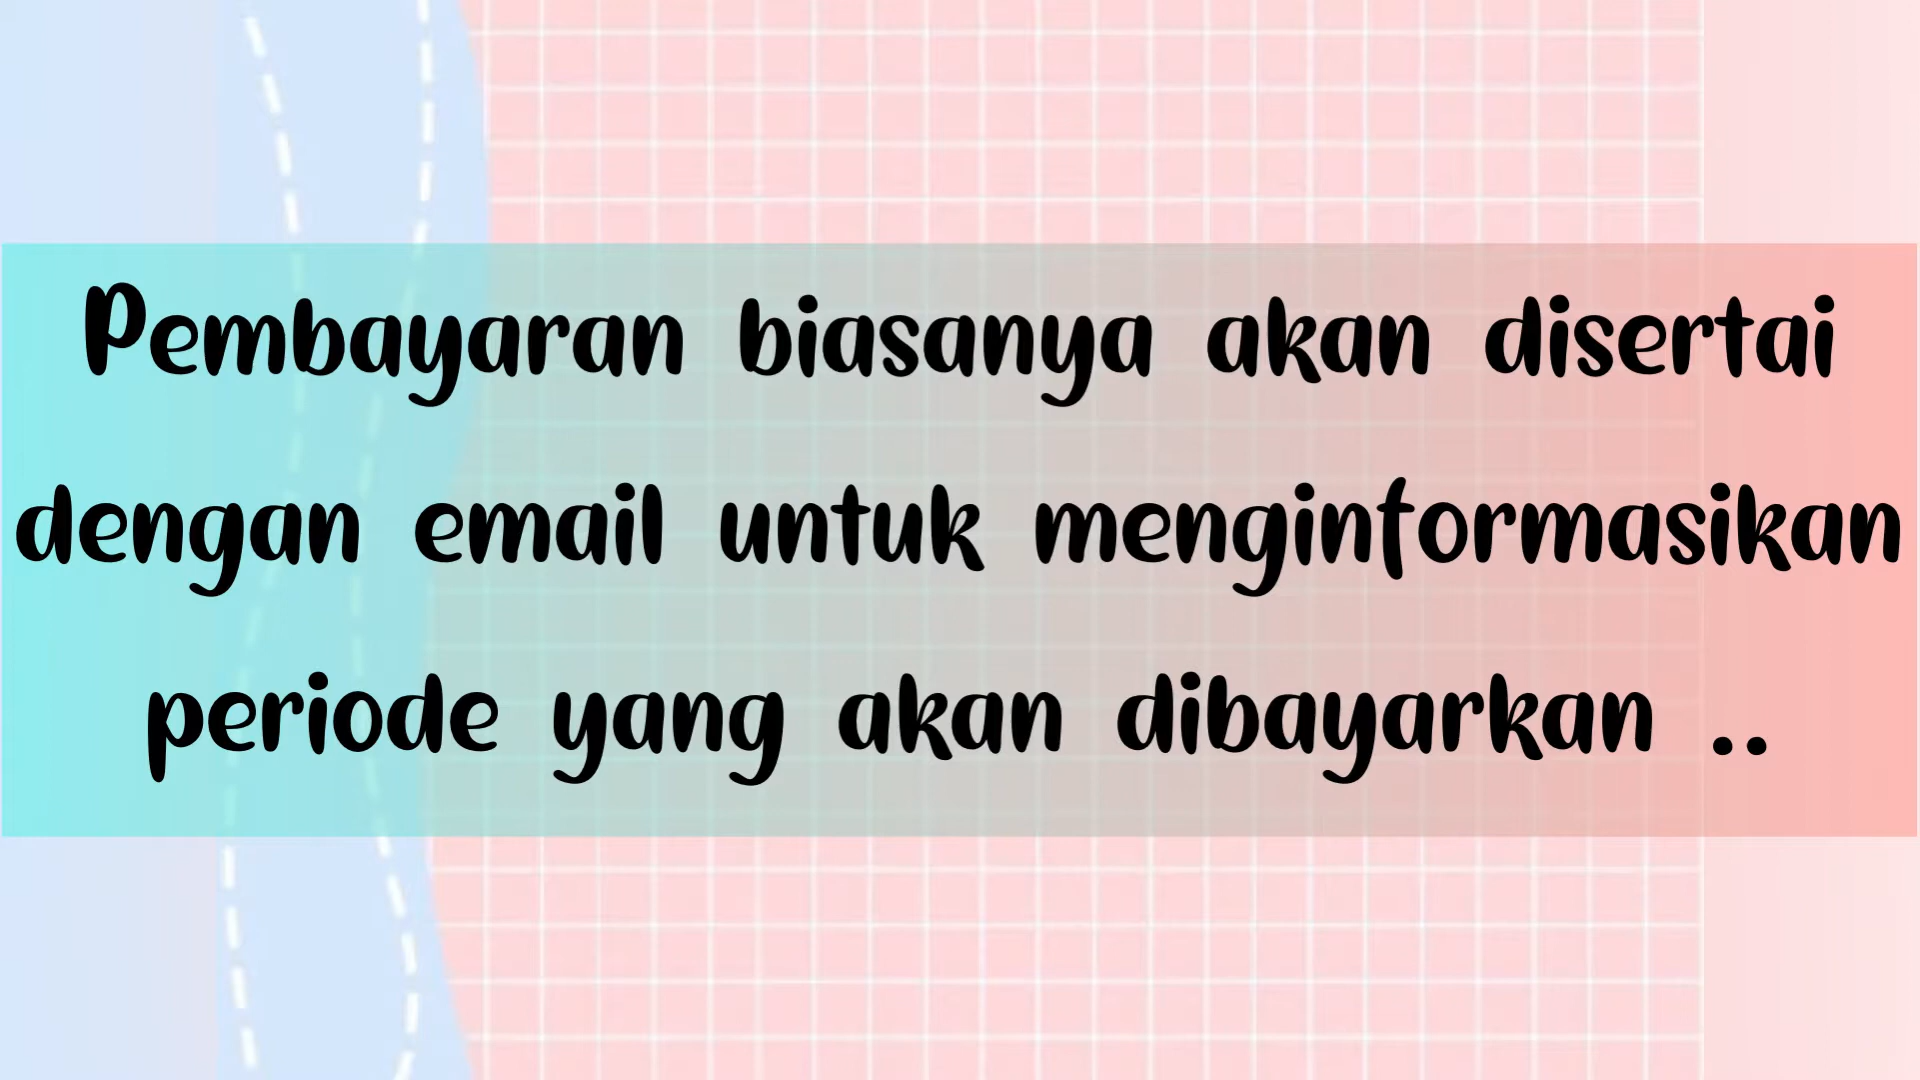 Pembayaran biasanya akan disertai
dengan email untuk menginformasikan
periode yang akan dibayarkan ..